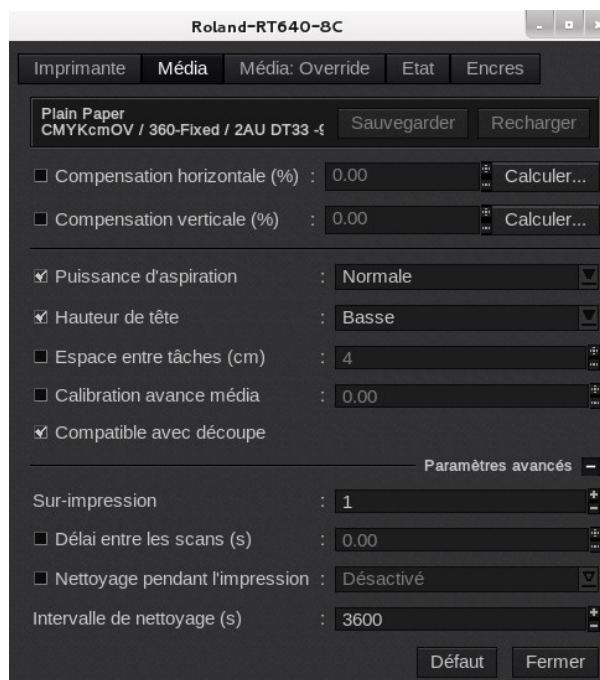 Roland-RT640-8C
Imprimante Média Média: Override Etat Encres
Plain Paper
CMYKcmOV / 360-Fixed / 2AU DT33 -9
Sauvegarder Recharger
Compensation horizontale (%) : 0.00 Calculer...
Compensation verticale (%) : 0.00 Calculer...
Puissance d'aspiration : Normale
Hauteur de tête : Basse
Espace entre tâches (cm) : 4
Calibration avance média : 0.00
Compatible avec découpe
Paramètres avancés
Sur-impression : 1
Délai entre les scans (s) : 0.00
Nettoyage pendant l'impression : Désactivé
Intervalle de nettoyage (s) : 3600
Défaut Fermer